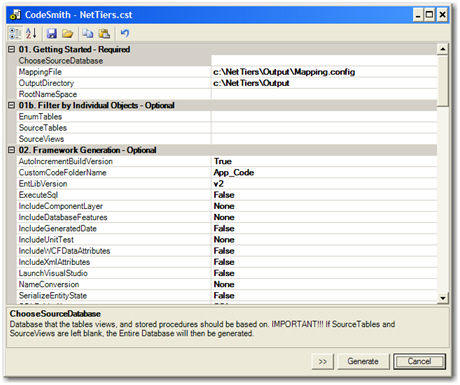 CodeSmith - NetTiers.cst
01. Getting Started - Required
ChooseSourceDatabase
MappingFile c:\NetTiers\Output\Mapping.config
OutputDirectory c:\NetTiers\Output
RootNameSpace
01b. Filter by Individual Objects - Optional
EnumTables
SourceTables
SourceViews
02. Framework Generation - Optional
AutoIncrementBuildVersion True
CustomCodeFolderName App_Code
EntLibVersion v2
ExecuteSql False
IncludeComponentLayer None
IncludeDatabaseFeatures None
IncludeGeneratedDate False
IncludeUnitTest None
IncludeWCFDataAttributes False
IncludeXmlAttributes False
LaunchVisualStudio False
NameConversion None
SerializeEntityState False
ChooseSourceDatabase
Database that the tables views, and stored procedures should be based on. IMPORTANT!!! If SourceTables and
SourceViews are left blank, the Entire Database will then be generated.
>> Generate Cancel